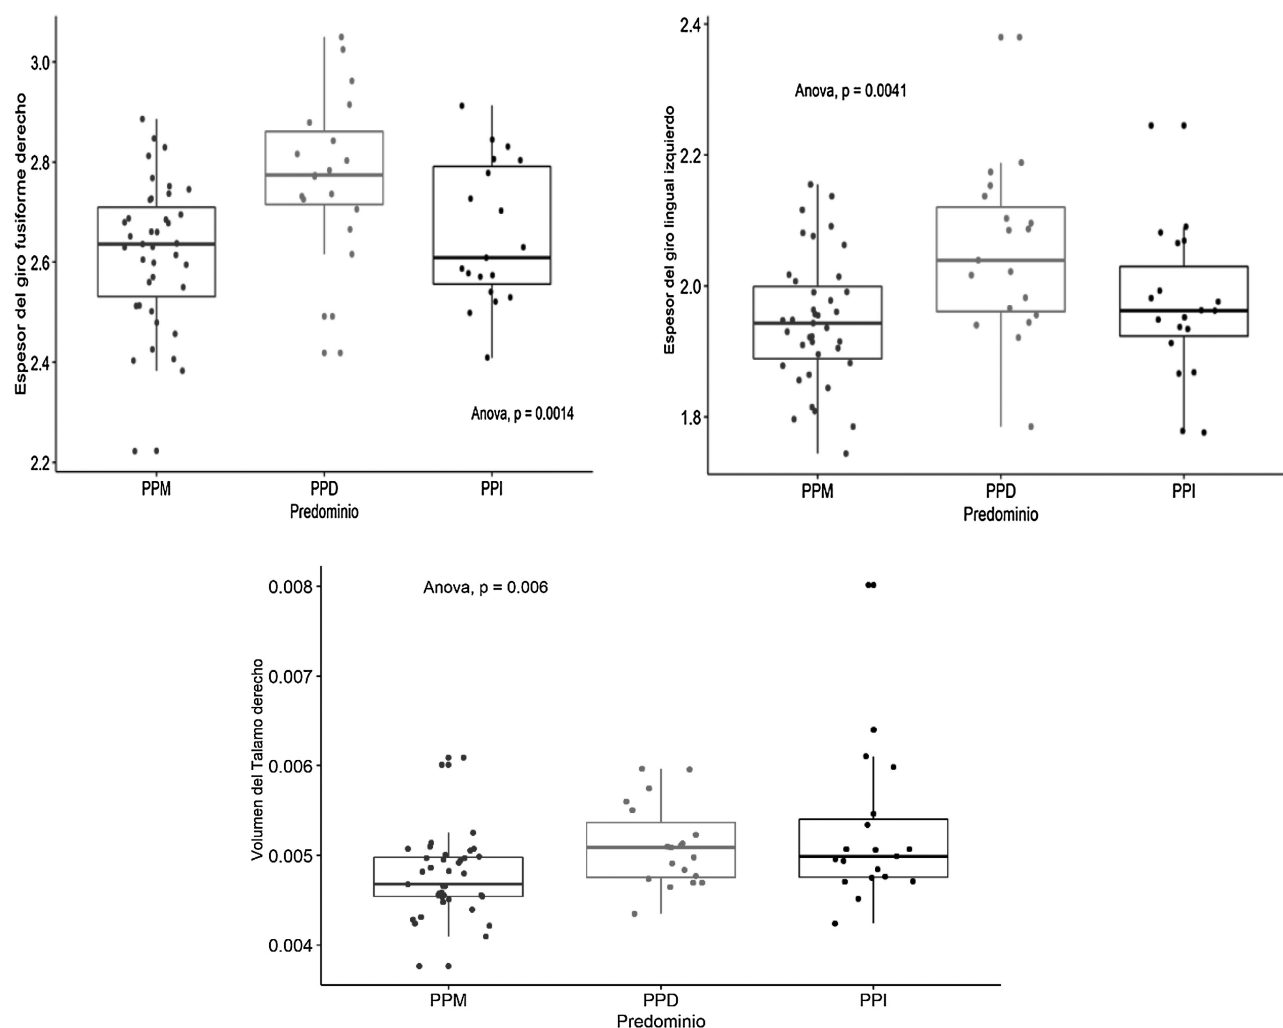 Espesor del giro fusiforme derecho
3.0
2.8
2.6
2.4
2.2
Anova, p = 0.0014
PPM PPD PPI
Predominio
Espesor del giro lingual izquierdo
2.4
2.2
2.0
1.8
Anova, p = 0.0041
PPM PPD PPI
Predominio
Volumen del Talamo derecho
0.008
0.007
0.006
0.005
0.004
Anova, p = 0.006
PPM PPD PPI
Predominio